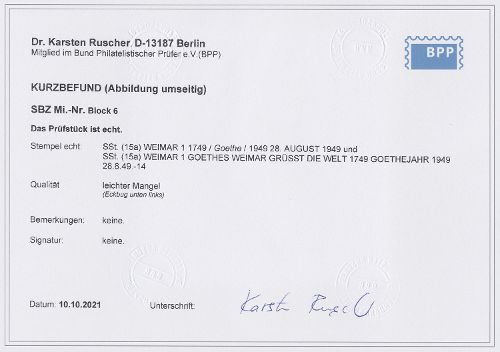 Dr. Karsten Ruscher, D-13187 Berlin
Mitglied im Bund Philatelistischer Prüfer e.V.(BPP)
BPP
KURZBEFUND (Abbildung umseitig)
SBZ Mi.-Nr. Block 6
Das Prüfstück ist echt.
Stempel echt SSt. (15a) WEIMAR 1 1749 / Goethe / 1949 28. AUGUST 1949 und
SSt. (15a) WEIMAR 1 GOETHES WEIMAR GRÜSST DIE WELT 1749 GOETHEJAHR 1949
28.8.49.-14
Qualität leichter Mangel
(Eckbug unten links)
Bemerkungen: keine.
Signatur: keine.
Datum: 10.10.2021 Unterschrift: Karsten Ruscher